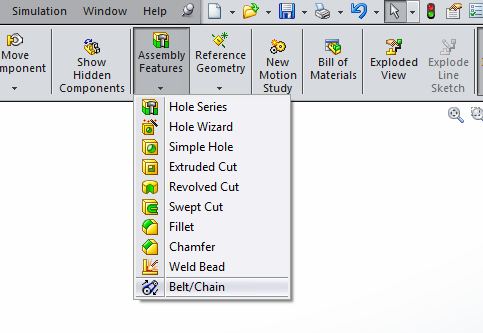 Simulation Window Help
Move Component
Show Hidden Components
Assembly Features
Reference Geometry
New Motion Study
Bill of Materials
Exploded View
Explode Line Sketch
Hole Series
Hole Wizard
Simple Hole
Extruded Cut
Revolved Cut
Swept Cut
Fillet
Chamfer
Weld Bead
Belt/Chain